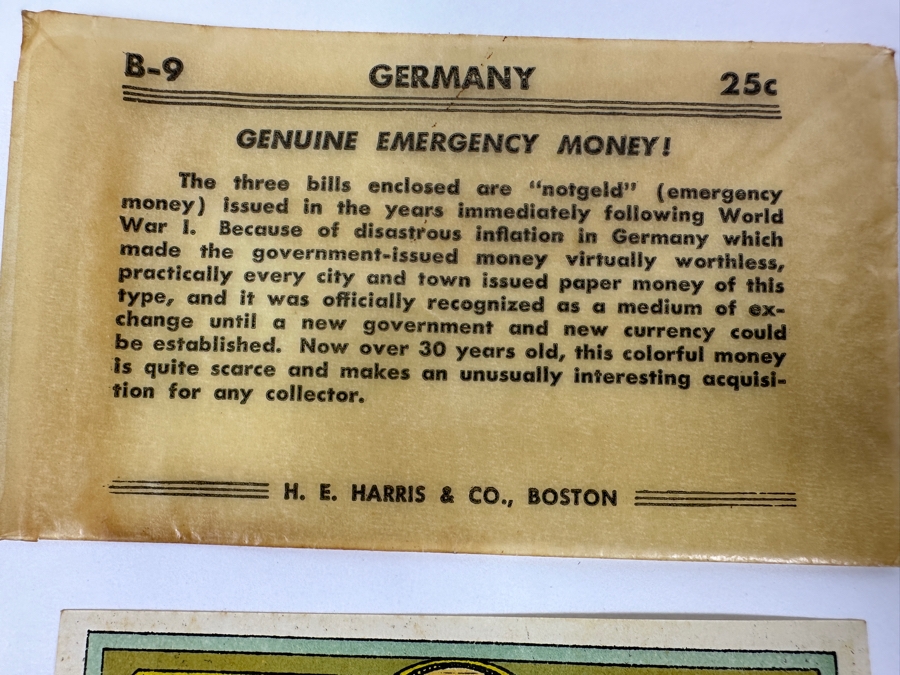 B-9 GERMANY 25c
GENUINE EMERGENCY MONEY!
The three bills enclosed are "notgeld" (emergency
money) issued in the years immediately following World
War I. Because of disastrous inflation in Germany which
made the government-issued money virtually worthless,
practically every city and town issued paper money of this
type, and it was officially recognized as a medium of ex-
change until a new government and new currency could
be established. Now over 30 years old, this colorful money
is quite scarce and makes an unusually interesting acquisi-
tion for any collector.
H. E. HARRIS & CO., BOSTON